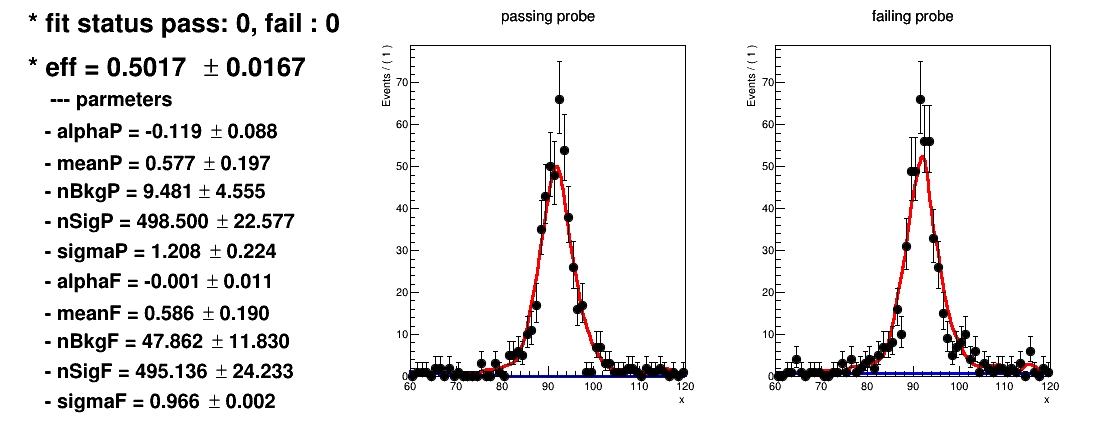 * fit status pass: 0, fail : 0
* eff = 0.5017 ± 0.0167
--- parmeters
- alphaP = -0.119 ± 0.088
- meanP = 0.577 ± 0.197
- nBkgP = 9.481 ± 4.555
- nSigP = 498.500 ± 22.577
- sigmaP = 1.208 ± 0.224
- alphaF = -0.001 ± 0.011
- meanF = 0.586 ± 0.190
- nBkgF = 47.862 ± 11.830
- nSigF = 495.136 ± 24.233
- sigmaF = 0.966 ± 0.002
passing probe
Events / ( 1 )
70
60
50
40
30
20
10
0
60 70 80 90 100 110 120
x
failing probe
Events / ( 1 )
70
60
50
40
30
20
10
0
60 70 80 90 100 110 120
x